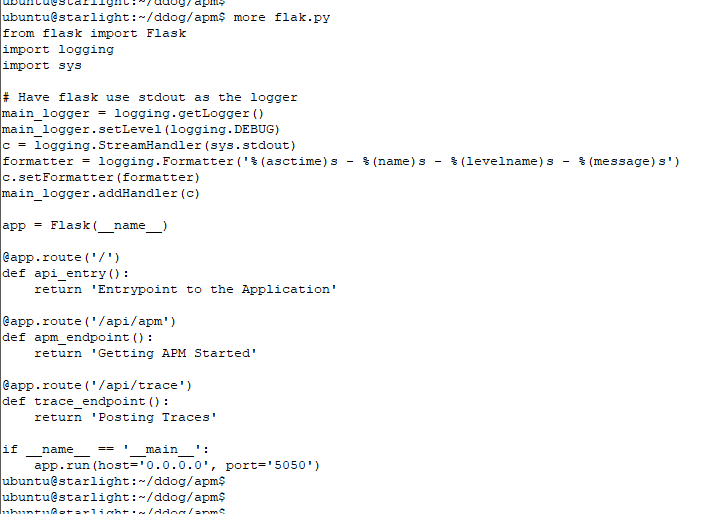 ubuntu@starlight:~/ddog/apm$
ubuntu@starlight:~/ddog/apm$ more flak.py
from flask import Flask
import logging
import sys

# Have flask use stdout as the logger
main_logger = logging.getLogger()
main_logger.setLevel(logging.DEBUG)
c = logging.StreamHandler(sys.stdout)
formatter = logging.Formatter('%(asctime)s - %(name)s - %(levelname)s - %(message)s')
c.setFormatter(formatter)
main_logger.addHandler(c)

app = Flask(__name__)

@app.route('/')
def api_entry():
    return 'Entrypoint to the Application'

@app.route('/api/apm')
def apm_endpoint():
    return 'Getting APM Started'

@app.route('/api/trace')
def trace_endpoint():
    return 'Posting Traces'

if __name__ == '__main__':
    app.run(host='0.0.0.0', port='5050')
ubuntu@starlight:~/ddog/apm$
ubuntu@starlight:~/ddog/apm$
ubuntu@starlight:~/ddog/apm$